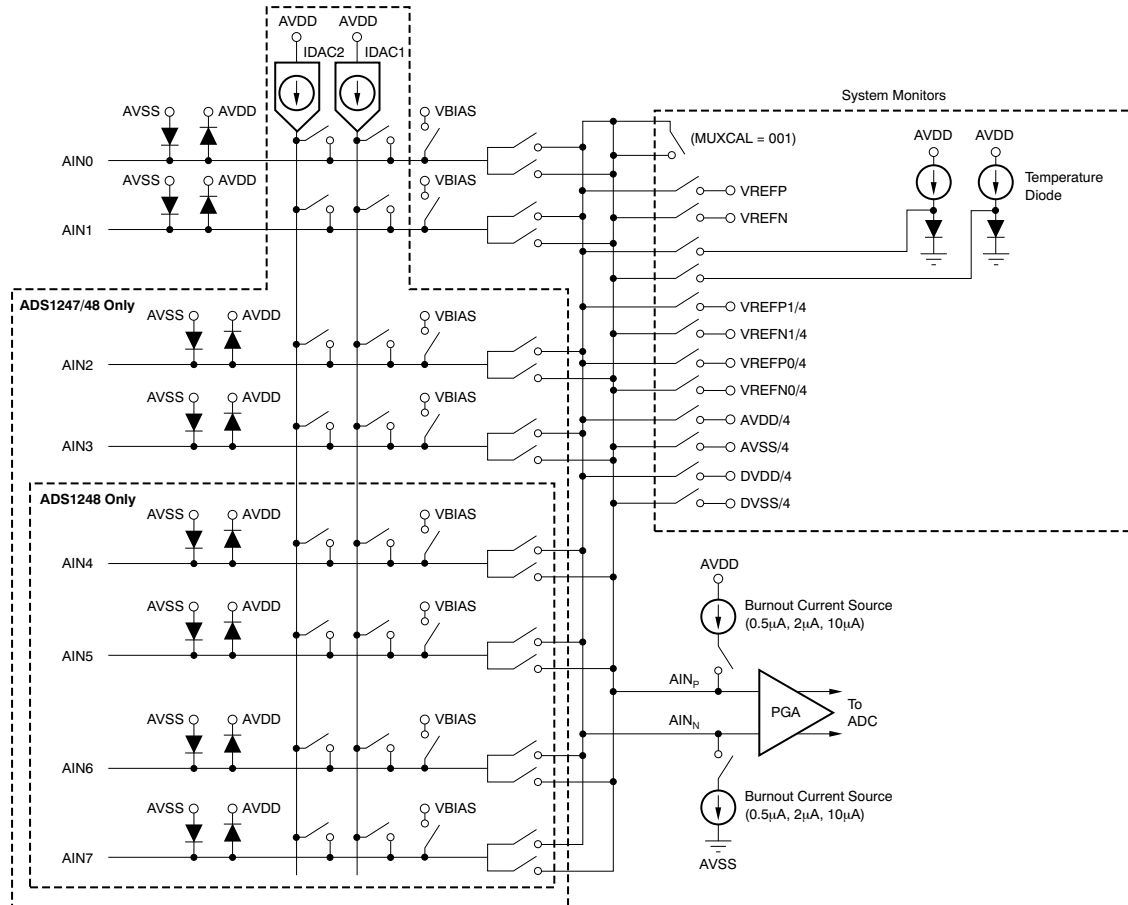 AVDD AVDD
IDAC2 IDAC1
AVSS AVDD VBIAS
AIN0
AVSS AVDD VBIAS
AIN1
System Monitors
(MUXCAL = 001)
AVDD AVDD
Temperature
Diode
VREFP
VREFN
VREFP1/4
VREFN1/4
VREFP0/4
VREFN0/4
AVDD/4
AVSS/4
DVDD/4
DVSS/4
ADS1247/48 Only
AVSS AVDD VBIAS
AIN2
AVSS AVDD VBIAS
AIN3
ADS1248 Only
AVSS AVDD VBIAS
AIN4
AVSS AVDD VBIAS
AIN5
AVSS AVDD VBIAS
AIN6
AVSS AVDD VBIAS
AIN7
AVDD
Burnout Current Source
(0.5µA, 2µA, 10µA)
AINP
PGA
To
ADC
AINN
Burnout Current Source
(0.5µA, 2µA, 10µA)
AVSS